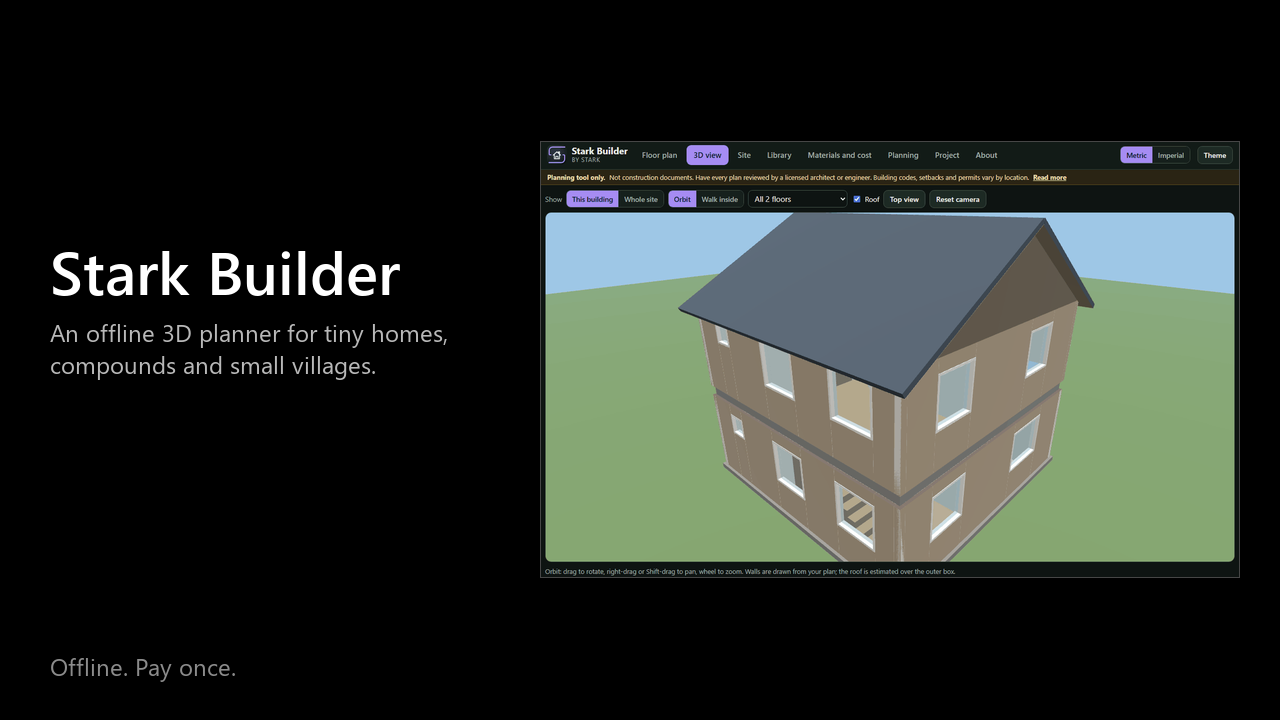 Stark Builder
An offline 3D planner for tiny homes,
compounds and small villages.
Offline. Pay once.
Stark Builder
BY STARK
Floor plan 3D view Site Library Materials and cost Planning Project About Metric Imperial Theme
Planning tool only. Not construction documents. Have every plan reviewed by a licensed architect or engineer. Building codes, setbacks and permits vary by location. Read more
Show This building Whole site Orbit Walk inside All 2 floors Roof Top view Reset camera
Orbit: drag to rotate, right-drag or Shift-drag to pan, wheel to zoom. Walls are drawn from your plan; the roof is estimated over the outer box.